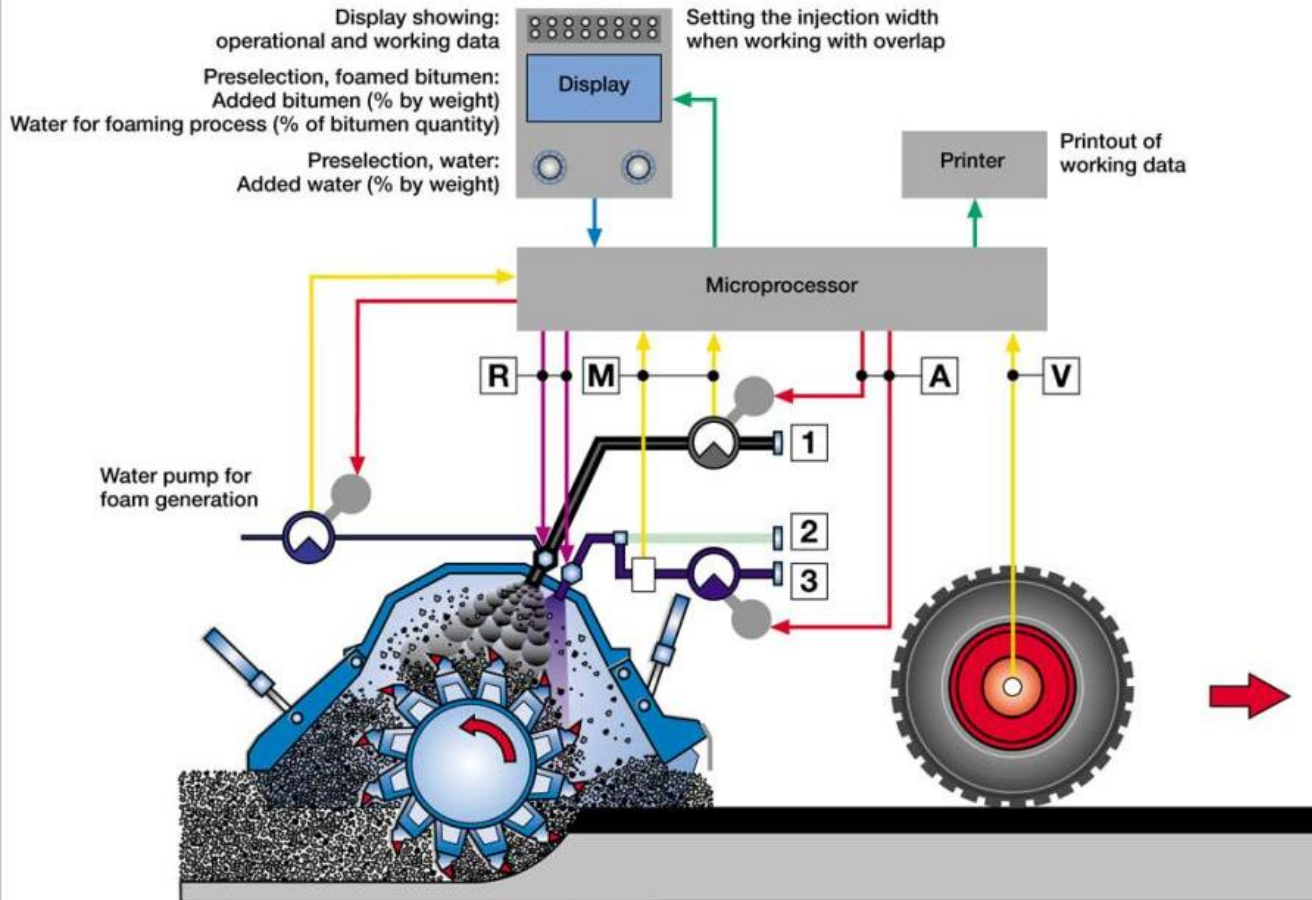 Display showing:
operational and working data
Preselection, foamed bitumen:
Added bitumen (% by weight)
Water for foaming process (% of bitumen quantity)
Preselection, water:
Added water (% by weight)
Display
Setting the injection width
when working with overlap
Printer
Printout of
working data
Microprocessor
R
M
A
V
1
Water pump for
foam generation
2
3